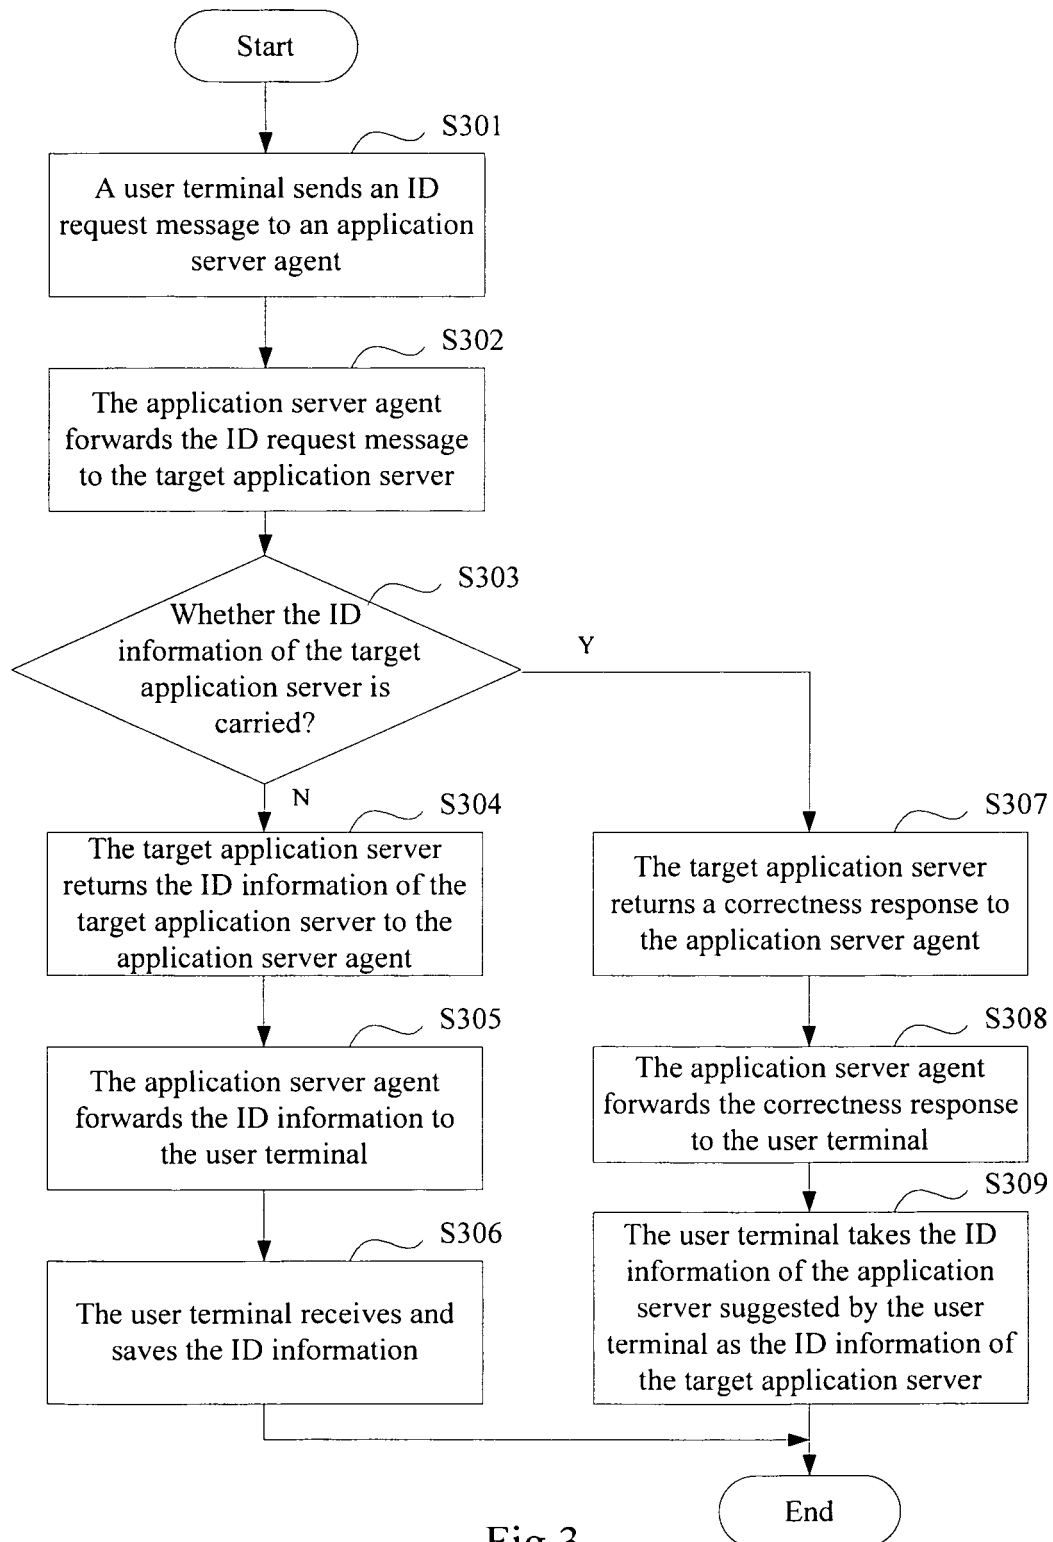 Start
S301
A user terminal sends an ID
request message to an application
server agent
S302
The application server agent
forwards the ID request message
to the target application server
S303
Whether the ID
information of the target
application server is
carried?
Y
N
S304
The target application server
returns the ID information of the
target application server to the
application server agent
S307
The target application server
returns a correctness response to
the application server agent
S305
The application server agent
forwards the ID information to
the user terminal
S308
The application server agent
forwards the correctness response
to the user terminal
S306
The user terminal receives and
saves the ID information
S309
The user terminal takes the ID
information of the application
server suggested by the user
terminal as the ID information of
the target application server
End
Fig.3